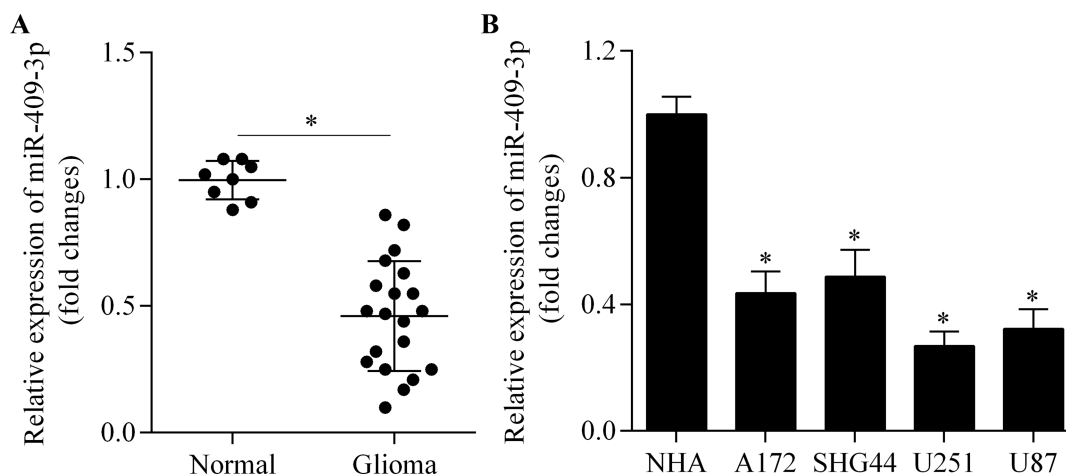 A
Relative expression of miR-409-3p
(fold changes)
1.5
1.0
0.5
0.0
*
Normal
Glioma
B
Relative expression of miR-409-3p
(fold changes)
1.2
0.8
0.4
0.0
*
*
*
*
NHA
A172
SHG44
U251
U87